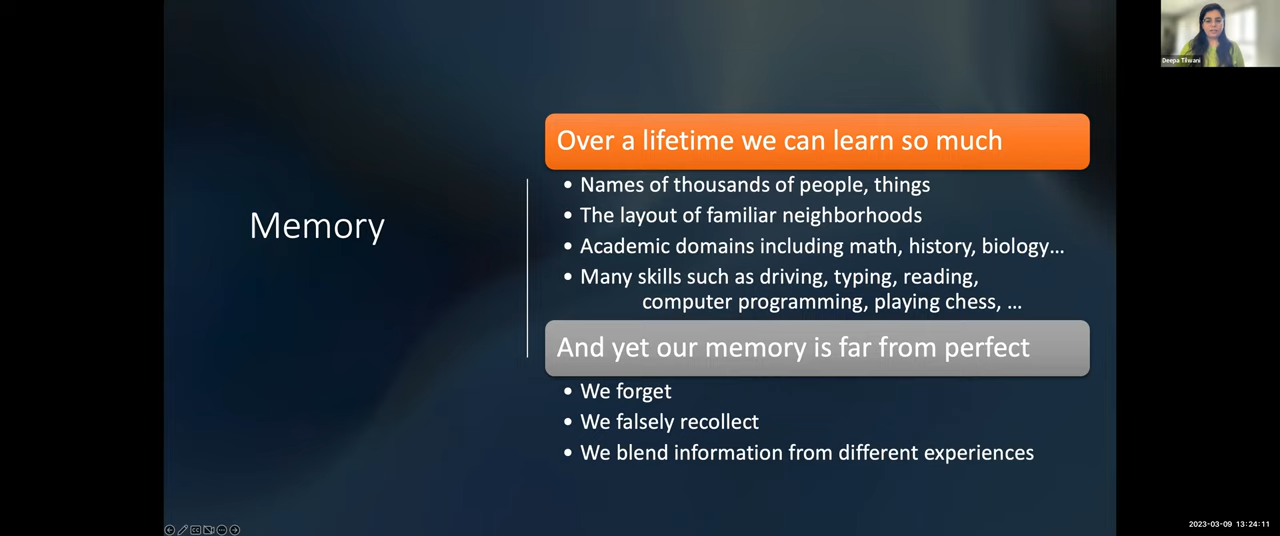 Deepa Tilwani
Memory
Over a lifetime we can learn so much
• Names of thousands of people, things
• The layout of familiar neighborhoods
• Academic domains including math, history, biology...
• Many skills such as driving, typing, reading,
computer programming, playing chess, ...
And yet our memory is far from perfect
• We forget
• We falsely recollect
• We blend information from different experiences
2023-03-09 13:24:11